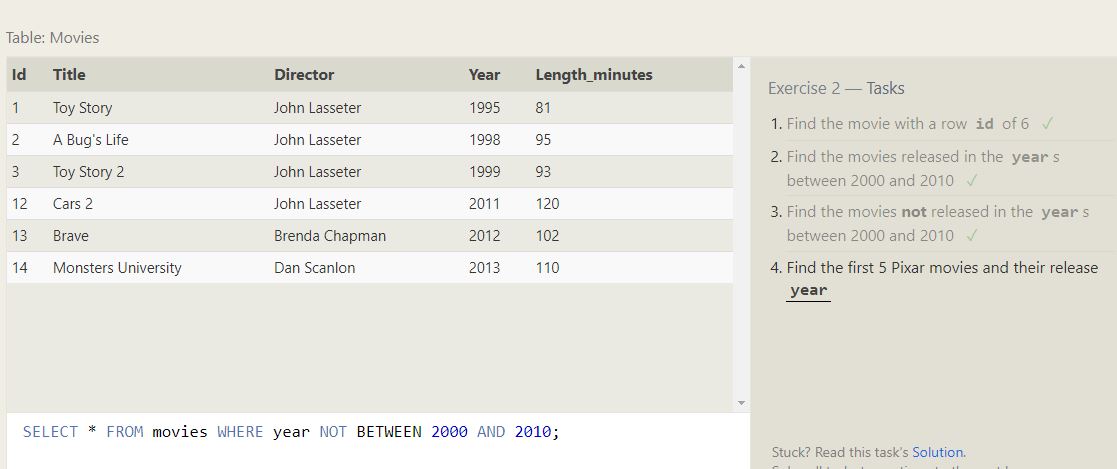 Table: Movies
Id Title Director Year Length_minutes
1 Toy Story John Lasseter 1995 81
2 A Bug's Life John Lasseter 1998 95
3 Toy Story 2 John Lasseter 1999 93
12 Cars 2 John Lasseter 2011 120
13 Brave Brenda Chapman 2012 102
14 Monsters University Dan Scanlon 2013 110
SELECT * FROM movies WHERE year NOT BETWEEN 2000 AND 2010;
Exercise 2 — Tasks
1. Find the movie with a row id of 6 ✓
2. Find the movies released in the year s
between 2000 and 2010 ✓
3. Find the movies not released in the year s
between 2000 and 2010 ✓
4. Find the first 5 Pixar movies and their release
year
Stuck? Read this task's Solution.